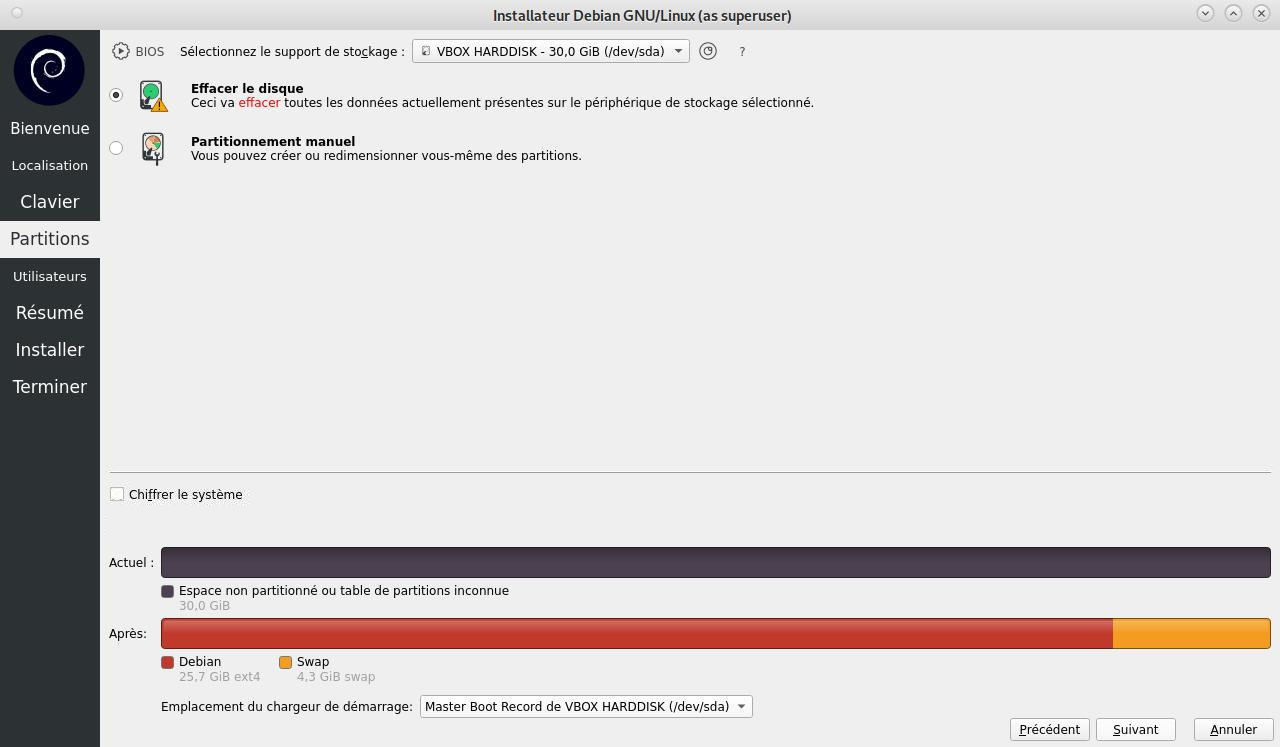 Installateur Debian GNU/Linux (as superuser)
BIOS Sélectionnez le support de stockage : VBOX HARDDISK - 30,0 GiB (/dev/sda) ?
Bienvenue
Localisation
Clavier
Partitions
Utilisateurs
Résumé
Installer
Terminer
Effacer le disque
Ceci va effacer toutes les données actuellement présentes sur le périphérique de stockage sélectionné.
Partitionnement manuel
Vous pouvez créer ou redimensionner vous-même des partitions.
Chiffrer le système
Actuel :
Espace non partitionné ou table de partitions inconnue
30,0 GiB
Après:
Debian Swap
25,7 GiB ext4 4,3 GiB swap
Emplacement du chargeur de démarrage: Master Boot Record de VBOX HARDDISK (/dev/sda)
Précédent Suivant Annuler